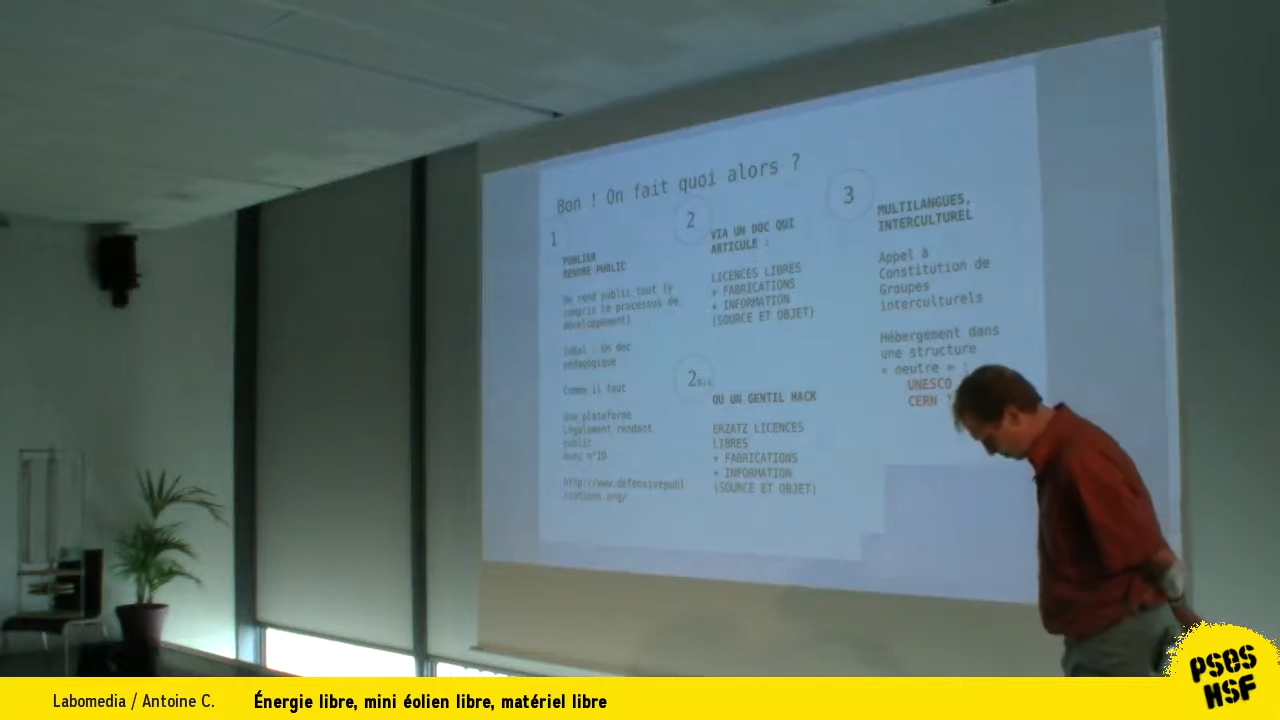 Bon ! On fait quoi alors ?
1
PUBLIER
RENDRE PUBLIC
On rend public tout (y
compris le processus de
développement)
Idéal : Un doc
pédagogique
Comme il faut
Une plateforme
Légalement rendant
public
Avec n°ID
http://www.defensivepubl
ications.org/
2
VIA UN DOC QUI
ARTICULE :
LICENCES LIBRES
+ FABRICATIONS
+ INFORMATION
(SOURCE ET OBJET)
2bis
OU UN GENTIL HACK
ERZATZ LICENCES
LIBRES
+ FABRICATIONS
+ INFORMATION
(SOURCE ET OBJET)
3
MULTILANGUES,
INTERCULTUREL
Appel à
Constitution de
Groupes
interculturels
Hébergement dans
une structure
« neutre » :
UNESCO
CERN ?
Labomedia / Antoine C.
Énergie libre, mini éolien libre, matériel libre
PSES
HSF